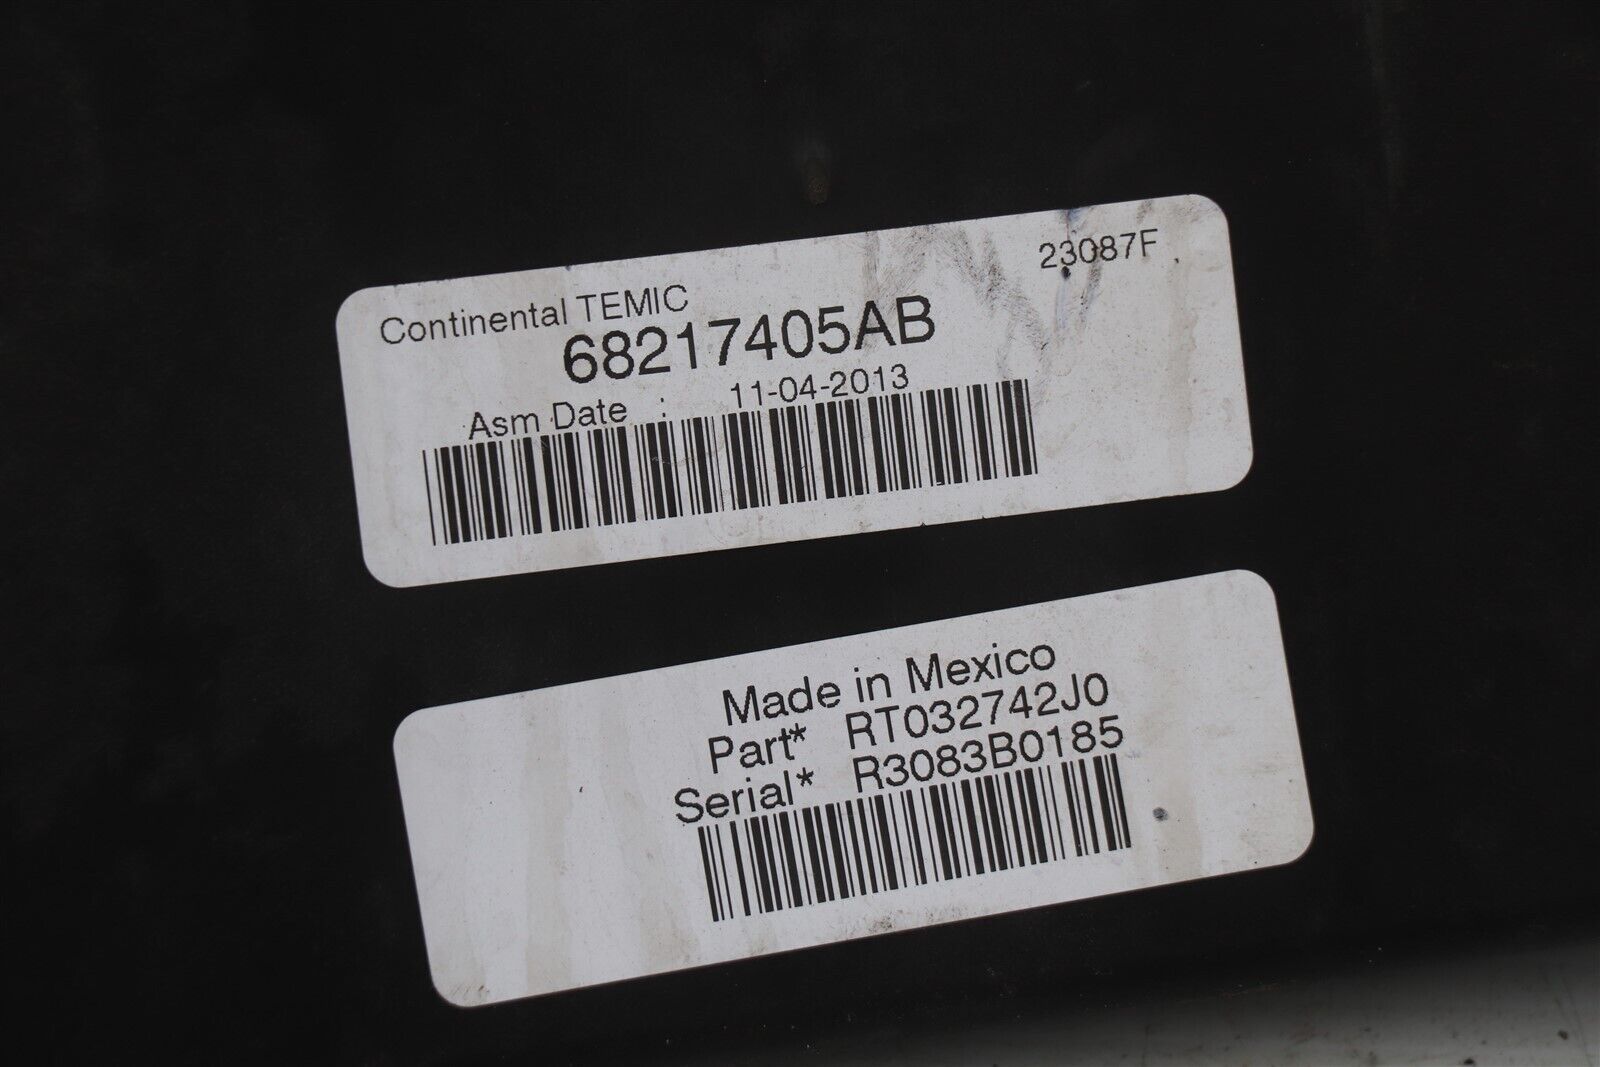 23087F
Continental TEMIC
68217405AB
Asm Date : 11-04-2013
Made in Mexico
Part* RT032742J0
Serial* R3083B0185